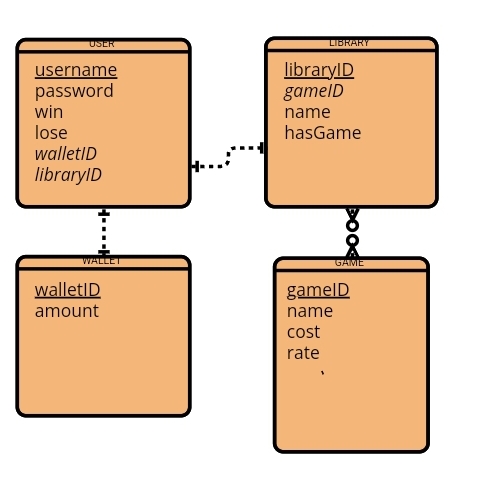 USER
username
password
win
lose
walletID
libraryID
LIBRARY
libraryID
gameID
name
hasGame
WALLET
walletID
amount
GAME
gameID
name
cost
rate